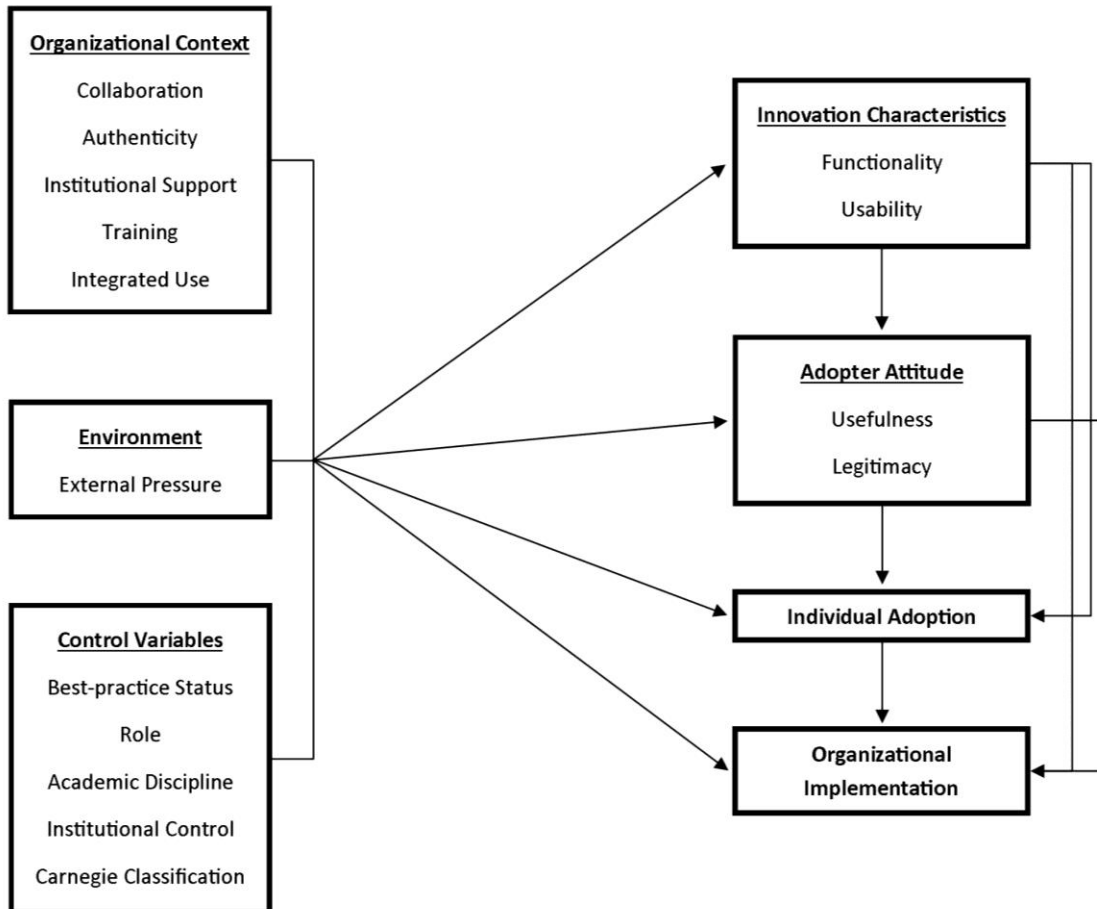 Organizational Context
Collaboration
Authenticity
Institutional Support
Training
Integrated Use
Environment
External Pressure
Control Variables
Best-practice Status
Role
Academic Discipline
Institutional Control
Carnegie Classification
Innovation Characteristics
Functionality
Usability
Adopter Attitude
Usefulness
Legitimacy
Individual Adoption
Organizational
Implementation